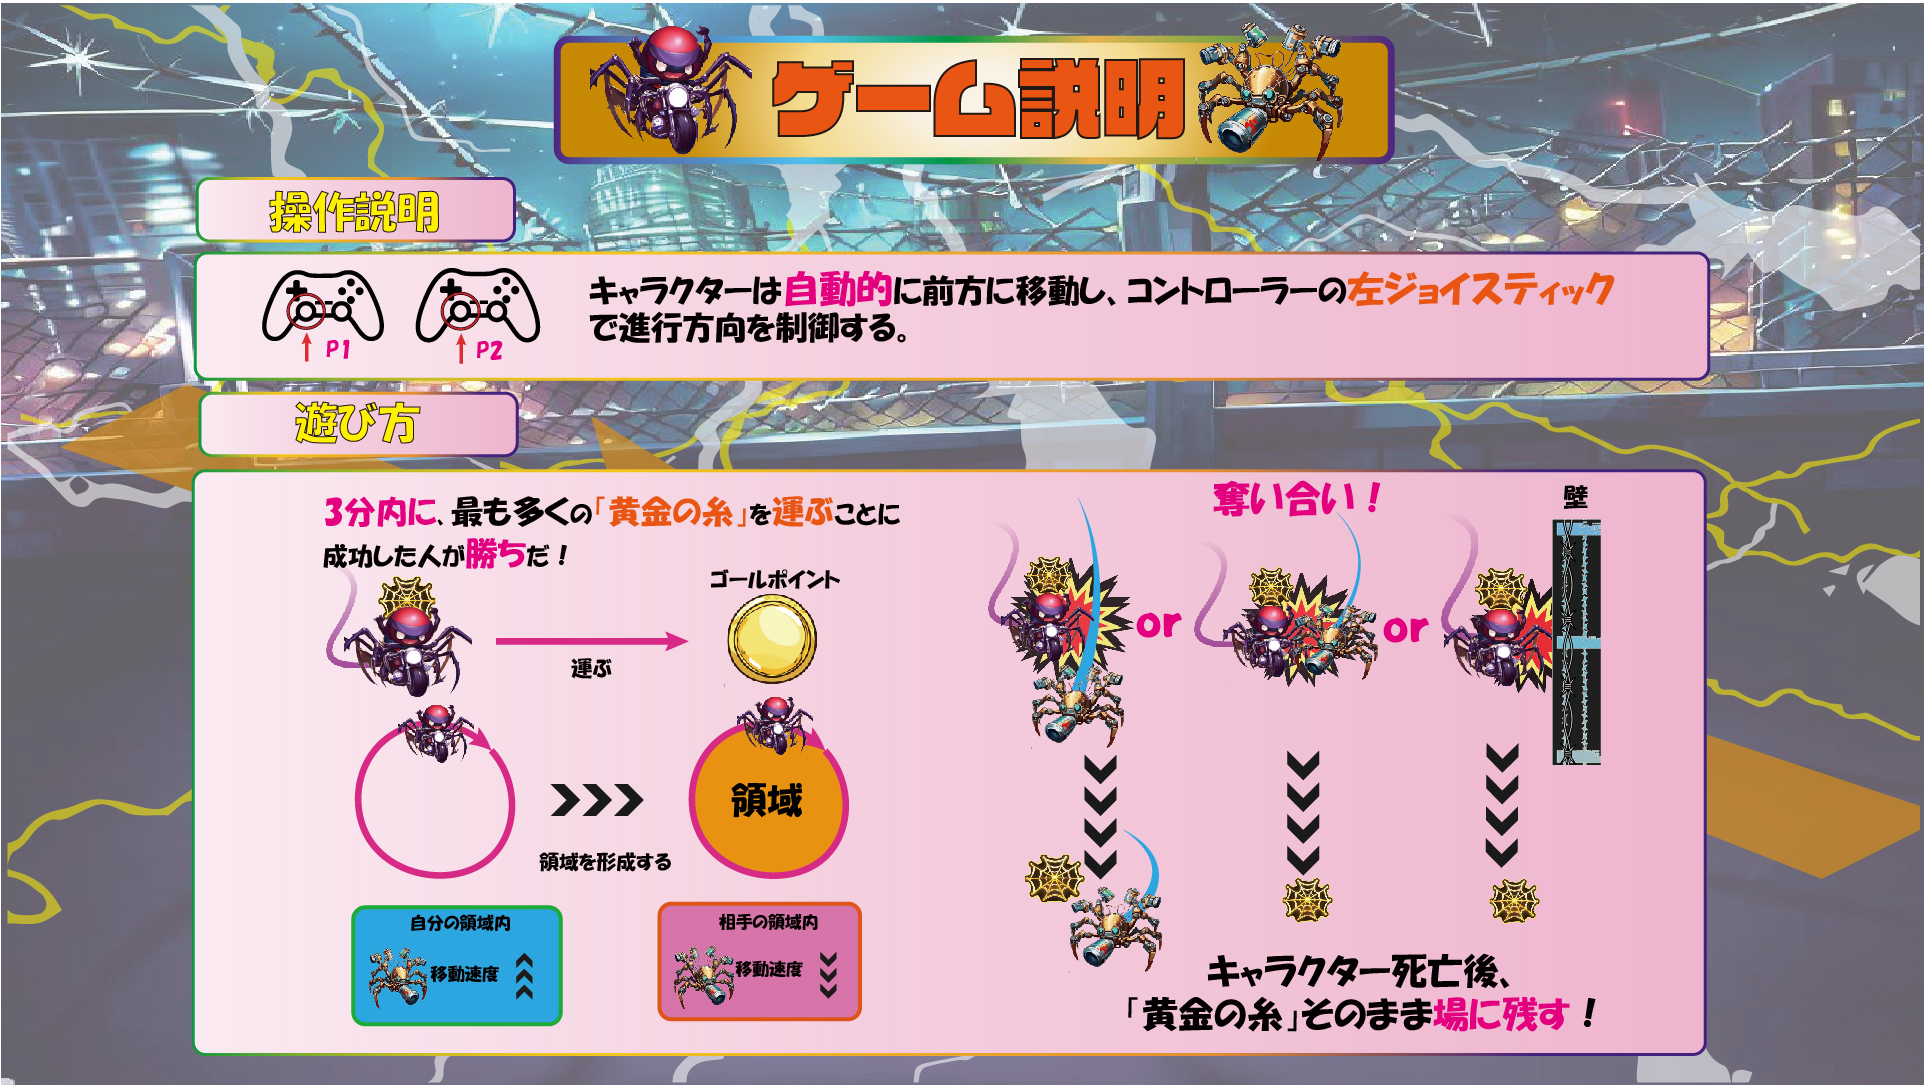 ゲーム説明
操作説明
キャラクターは自動的に前方に移動し、コントローラーの左ジョイスティック
で進行方向を制御する。
P1
P2
遊び方
3分内に、最も多くの「黄金の糸」を運ぶことに
成功した人が勝ちだ！
ゴールポイント
運ぶ
領域
領域を形成する
自分の領域内
移動速度
相手の領域内
移動速度
奪い合い！
壁
or
or
キャラクター死亡後、
「黄金の糸」そのまま場に残す！